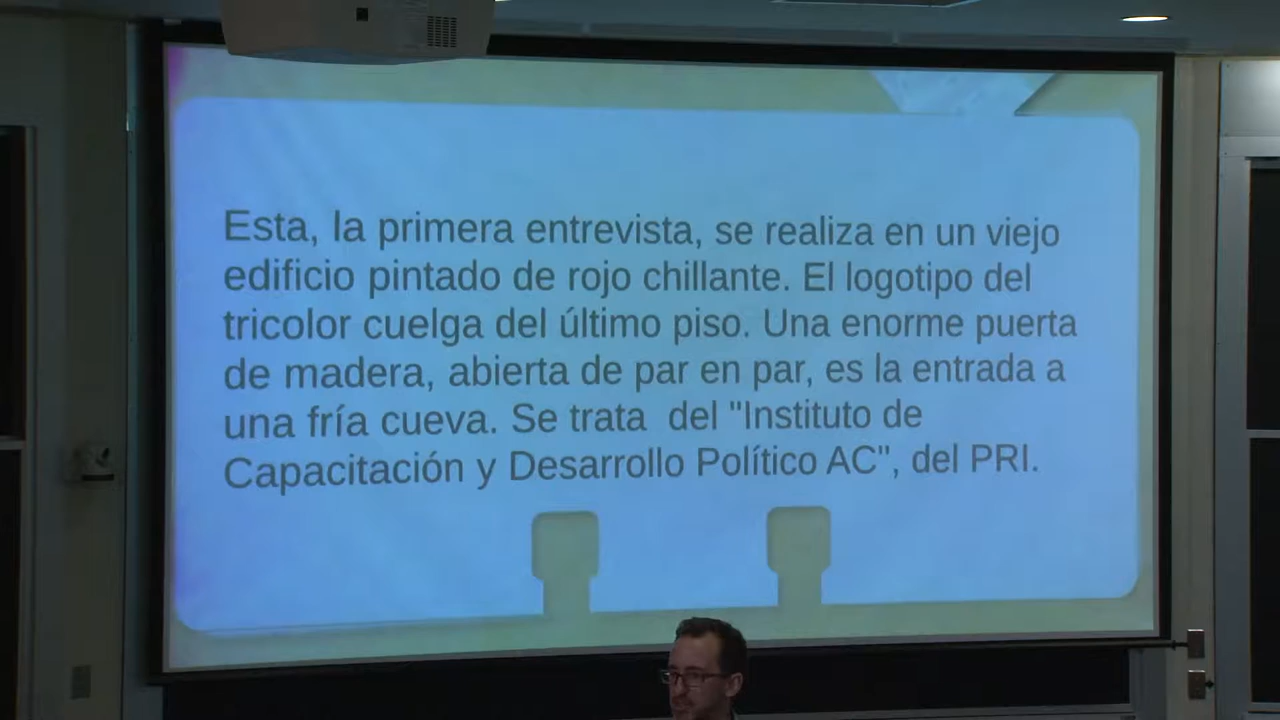 Esta, la primera entrevista, se realiza en un viejo
edificio pintado de rojo chillante. El logotipo del
tricolor cuelga del último piso. Una enorme puerta
de madera, abierta de par en par, es la entrada a
una fría cueva. Se trata  del "Instituto de
Capacitación y Desarrollo Político AC", del PRI.